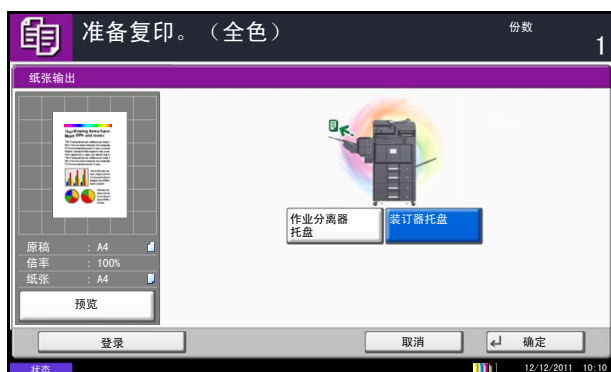 准备复印。（全色）
份数
1
纸张输出
原稿 : A4
倍率 : 100%
纸张 : A4
预览
作业分离器
托盘
装订器托盘
登录
取消
确定
状态
12/12/2011 10:10